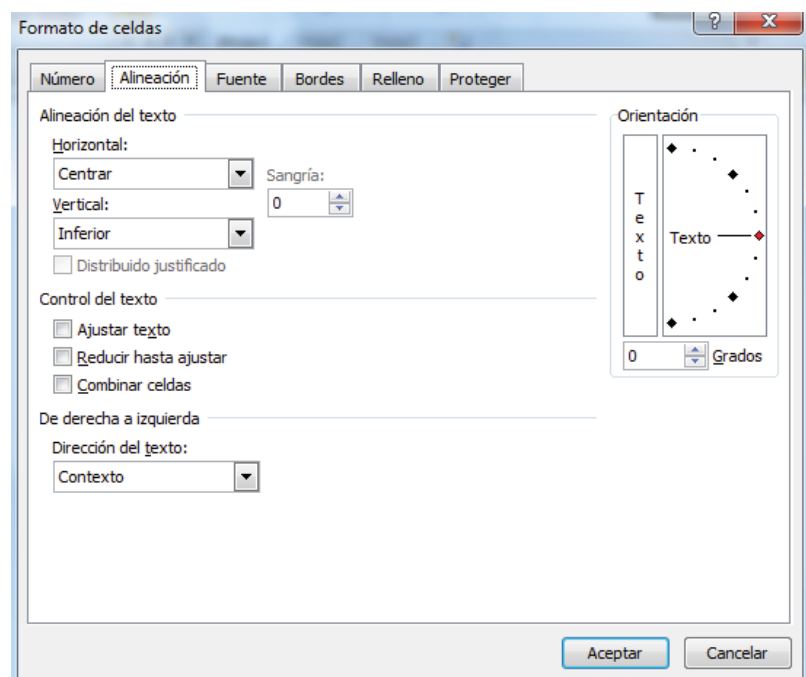 Formato de celdas
?
X
Número Alineación Fuente Bordes Relleno Proteger
Alineación del texto
Horizontal:
Centrar
Sangría:
0
Vertical:
Inferior
Distribuido justificado
Control del texto
Ajustar texto
Reducir hasta ajustar
Combinar celdas
De derecha a izquierda
Dirección del texto:
Contexto
Orientación
T
e
x
t
o
Texto
0 Grados
Aceptar Cancelar